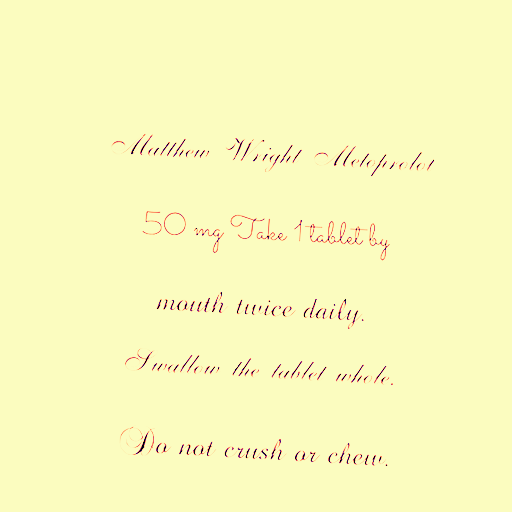 Matthew Wright Metoprolot
50 mg Take 1 tablet by
mouth twice daily.
Swallow the tablet whole.
Do not crush or chew.